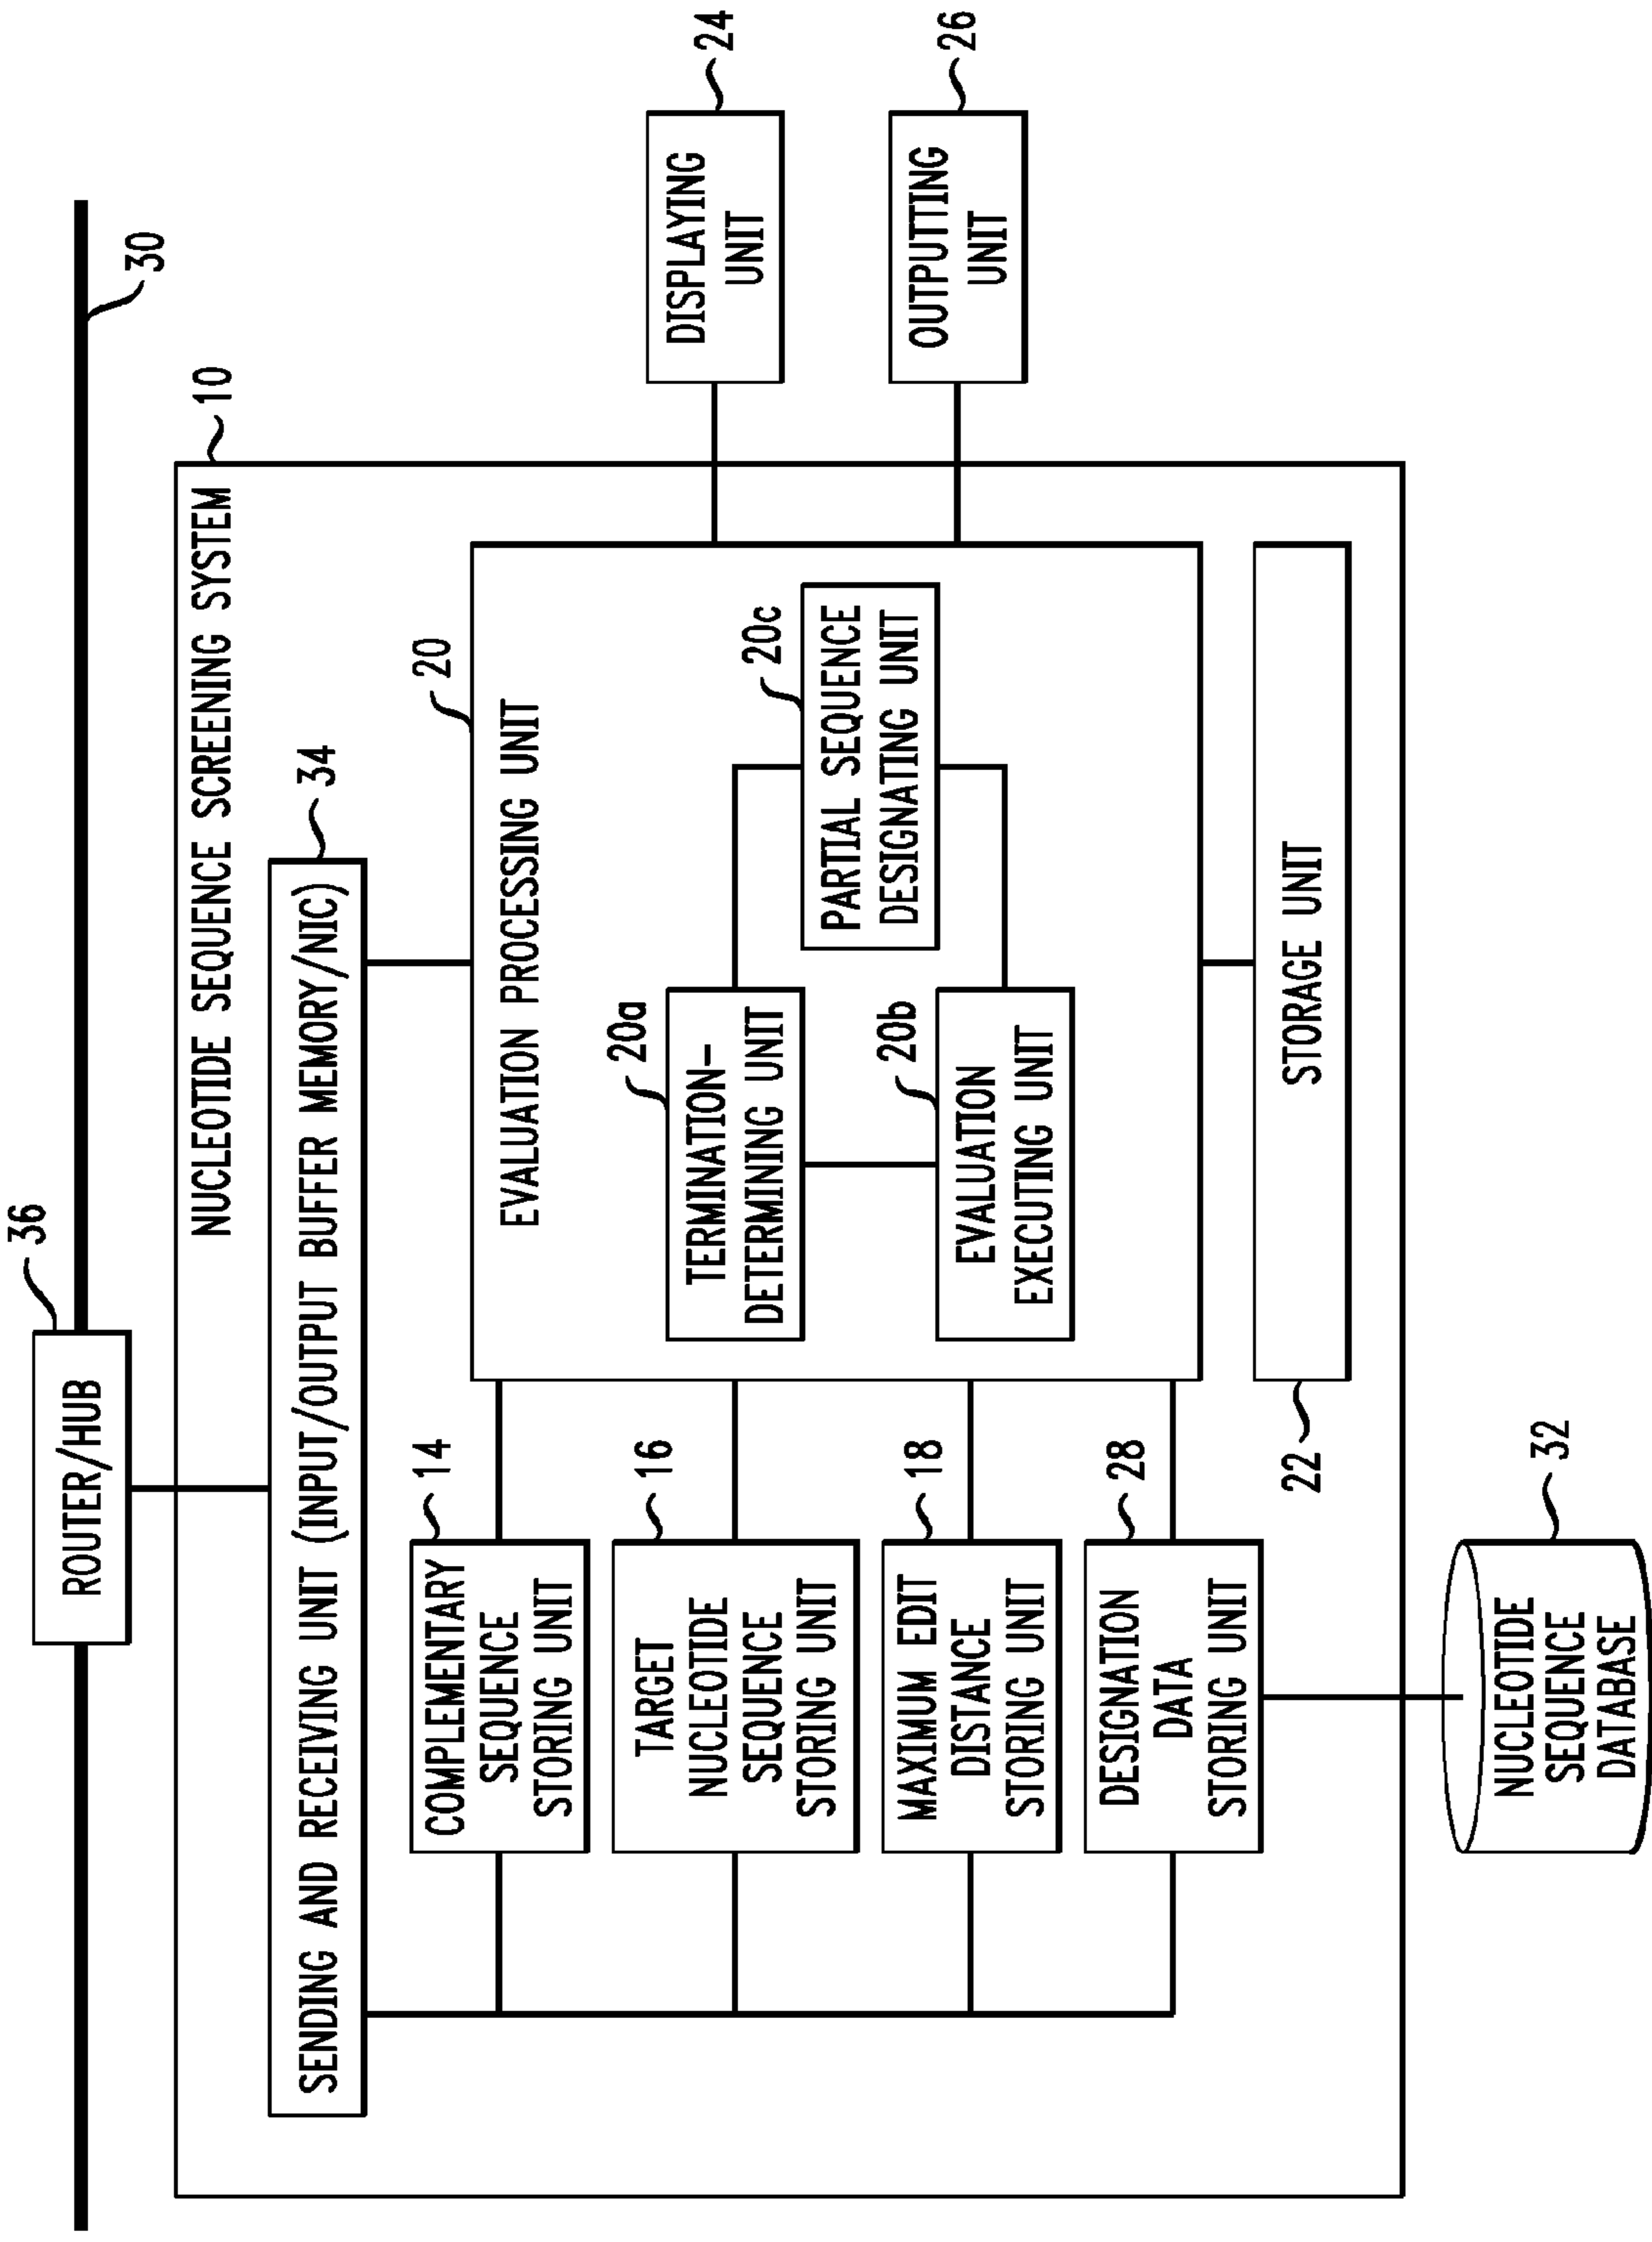 36
ROUTER/HUB
30
10
NUCLEOTIDE SEQUENCE SCREENING SYSTEM
34
SENDING AND RECEIVING UNIT (INPUT/OUTPUT BUFFER MEMORY/NIC)
14
COMPLEMENTARY
SEQUENCE
STORING UNIT
16
TARGET
NUCLEOTIDE
SEQUENCE
STORING UNIT
18
MAXIMUM EDIT
DISTANCE
STORING UNIT
28
DESIGNATION
DATA
STORING UNIT
20
EVALUATION PROCESSING UNIT
20a
TERMINATION-
DETERMINING UNIT
20b
EVALUATION
EXECUTING UNIT
20c
PARTIAL SEQUENCE
DESIGNATING UNIT
22
STORAGE UNIT
24
DISPLAYING
UNIT
26
OUTPUTTING
UNIT
32
NUCLEOTIDE
SEQUENCE
DATABASE